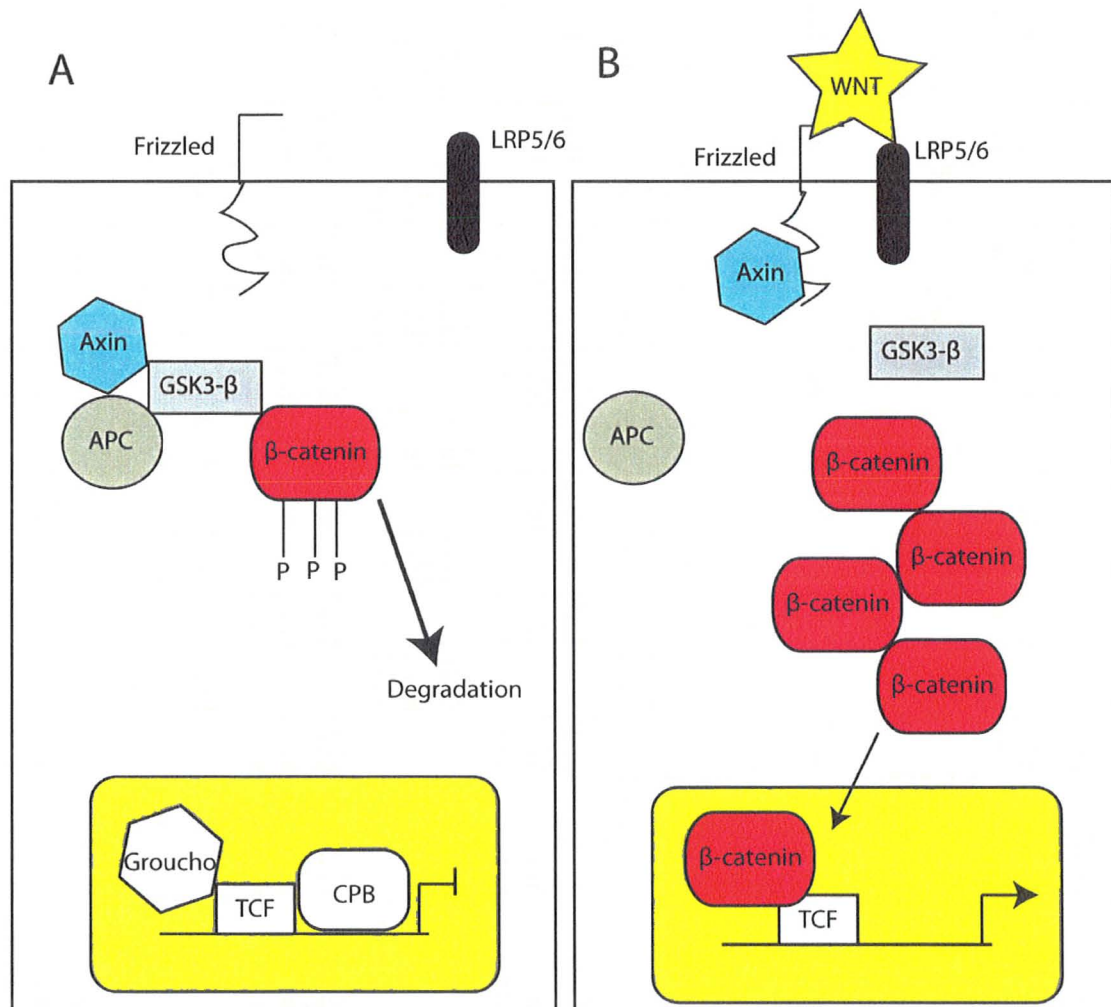 A
Frizzled
LRP5/6
Axin
GSK3-β
APC
β-catenin
P P P
Degradation
Groucho
TCF
CPB
B
WNT
Frizzled
LRP5/6
Axin
GSK3-β
APC
β-catenin
β-catenin
β-catenin
β-catenin
β-catenin
TCF